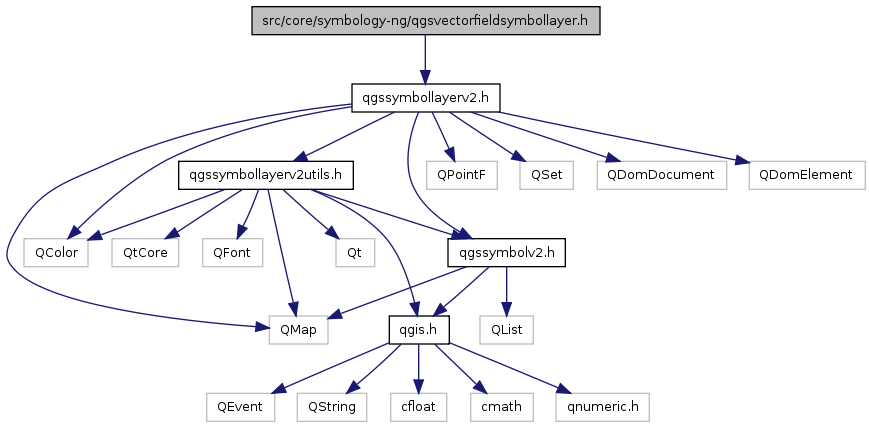 src/core/symbology-ng/qgsvectorfieldsymbollayer.h
qgssymbollayerv2.h
qgssymbollayerv2utils.h
QPointF
QSet
QDomDocument
QDomElement
QColor
QtCore
QFont
Qt
qgssymbolv2.h
QMap
qgis.h
QList
QEvent
QString
cfloat
cmath
qnumeric.h